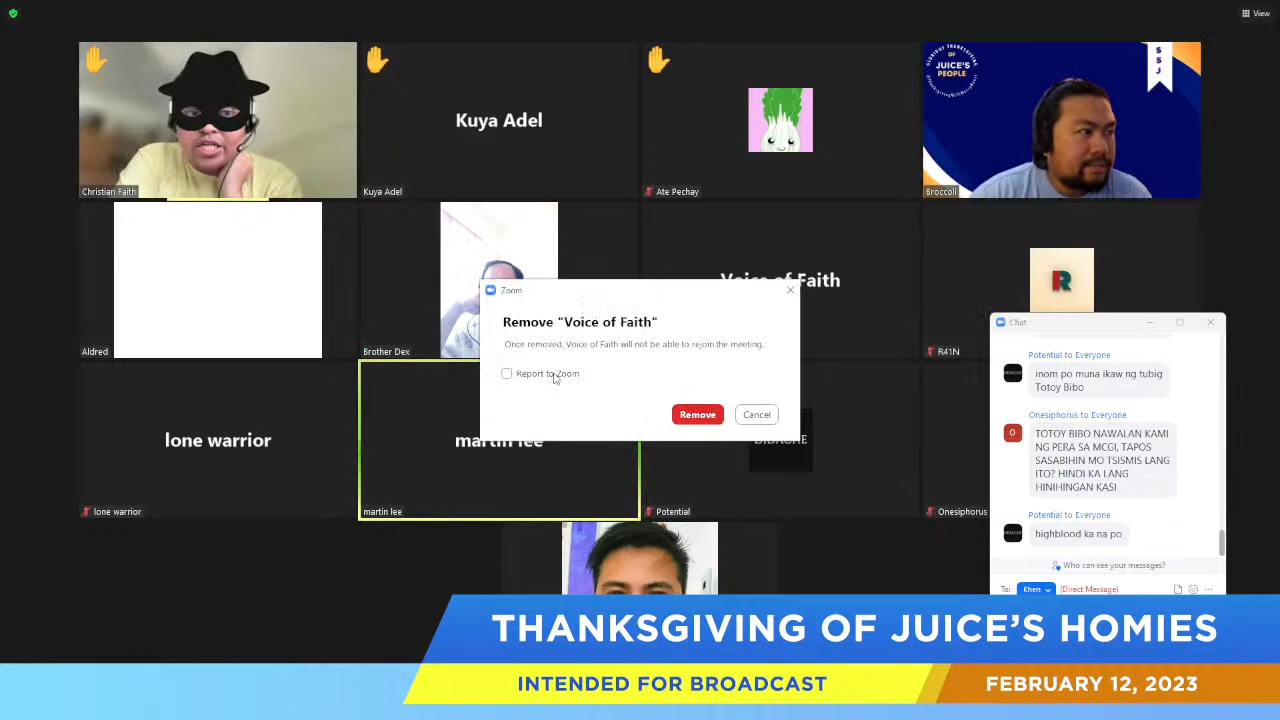 View
GLORIOUS THANKSGIVING
OF
JUICE'S
PEOPLE
S
S
J
Kuya Adel
Christian Faith
Kuya Adel
Ate Pechay
Broccoli
Voice of Faith
R
Aldred
Brother Dex
R41N
Zoom
Remove "Voice of Faith"
Once removed, Voice of Faith will not be able to rejoin the meeting.
Report to Zoom
Remove
Cancel
lone warrior
martin lee
DIDACHE
lone warrior
martin lee
Potential
Onesiphorus
Chat
Potential to Everyone
inom po muna ikaw ng tubig
Totoy Bibo
Onesiphorus to Everyone
O
TOTOY BIBO NAWALAN KAMI
NG PERA SA MCGI, TAPOS
SASABIHIN MO TSISMIS LANG
ITO? HINDI KA LANG
HINIHINGAN KASI
Potential to Everyone
highblood ka na po
Who can see your messages?
To: Khen (Direct Message)
THANKSGIVING OF JUICE'S HOMIES
INTENDED FOR BROADCAST
FEBRUARY 12, 2023